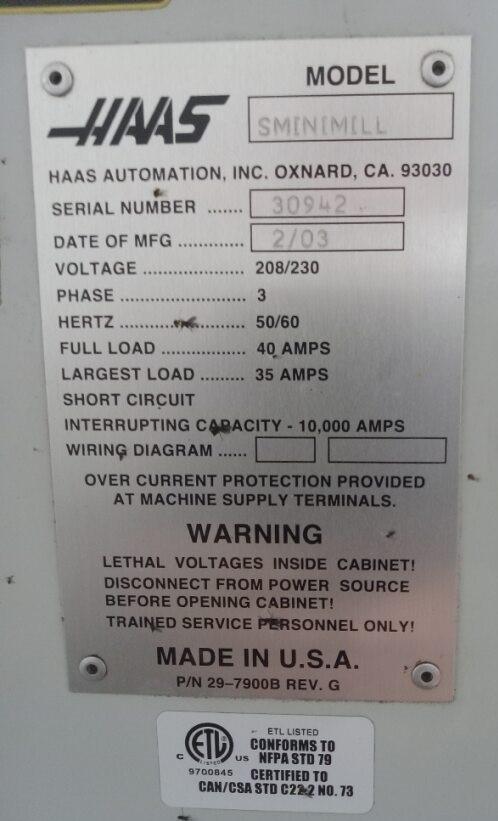 MODEL
HAAS
SMINIMILL
HAAS AUTOMATION, INC. OXNARD, CA. 93030
SERIAL NUMBER ....... 30942
DATE OF MFG ............ 2/03
VOLTAGE .................. 208/230
PHASE ...................... 3
HERTZ ...................... 50/60
FULL LOAD ............... 40 AMPS
LARGEST LOAD ......... 35 AMPS
SHORT CIRCUIT
INTERRUPTING CAPACITY - 10,000 AMPS
WIRING DIAGRAM ......
OVER CURRENT PROTECTION PROVIDED
AT MACHINE SUPPLY TERMINALS.
WARNING
LETHAL VOLTAGES INSIDE CABINET!
DISCONNECT FROM POWER SOURCE
BEFORE OPENING CABINET!
TRAINED SERVICE PERSONNEL ONLY!
MADE IN U.S.A.
P/N 29-7900B REV. G
ETL LISTED
CONFORMS TO
NFPA STD 79
C ETL LISTED US
9700845
CERTIFIED TO
CAN/CSA STD C22.2 NO. 73